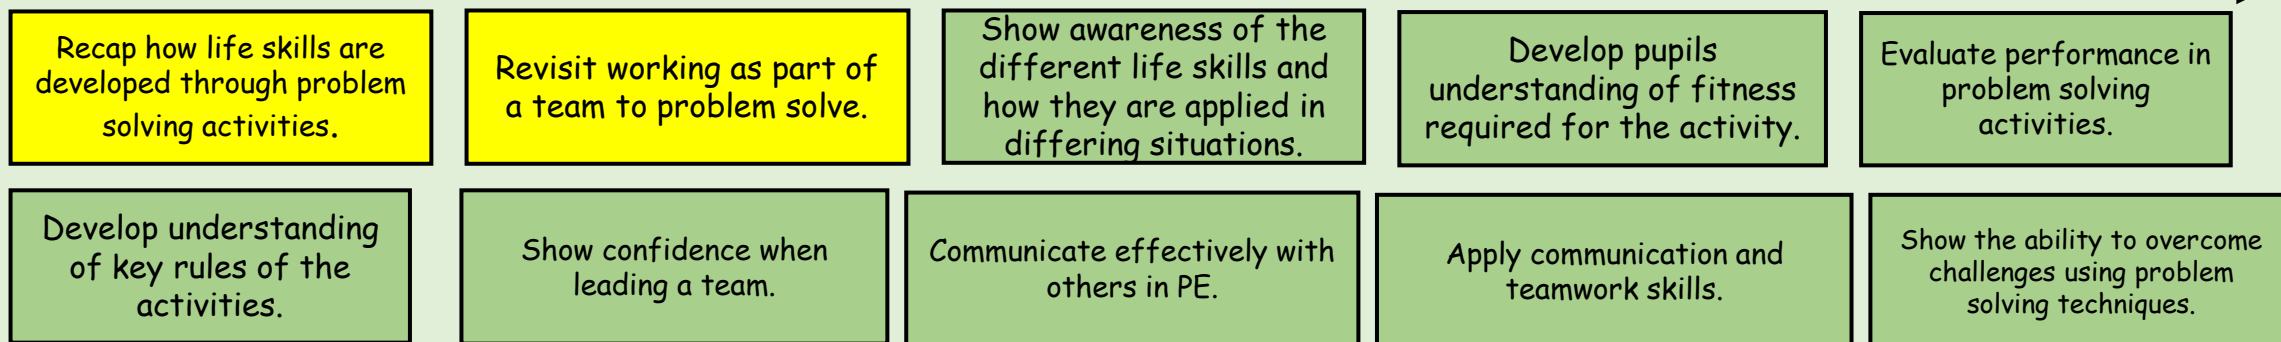 Recap how life skills are
developed through problem
solving activities.
Revisit working as part of
a team to problem solve.
Show awareness of the
different life skills and
how they are applied in
differing situations.
Develop pupils
understanding of fitness
required for the activity.
Evaluate performance in
problem solving
activities.
Develop understanding
of key rules of the
activities.
Show confidence when
leading a team.
Communicate effectively with
others in PE.
Apply communication and
teamwork skills.
Show the ability to overcome
challenges using problem
solving techniques.